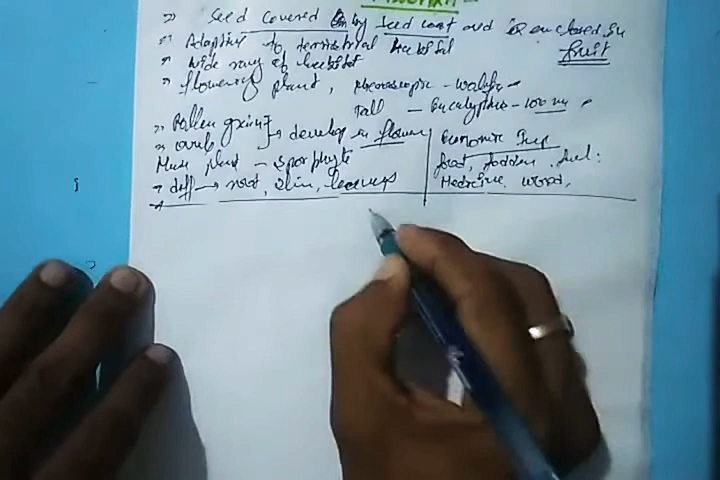 Seed covered by seed coat and is enclosed in fruit
Adaptive to terrestrial habitat
wide range of habitat
flowering plant, microscopic - wolffia
Tall - Eucalyptus - 100 m
Pollen grain
ovule
develop in flower
Main plant - sporophyte
diff → root, stem, leaves
Economic Imp
food, fodder, fuel:
Medicine, wood,